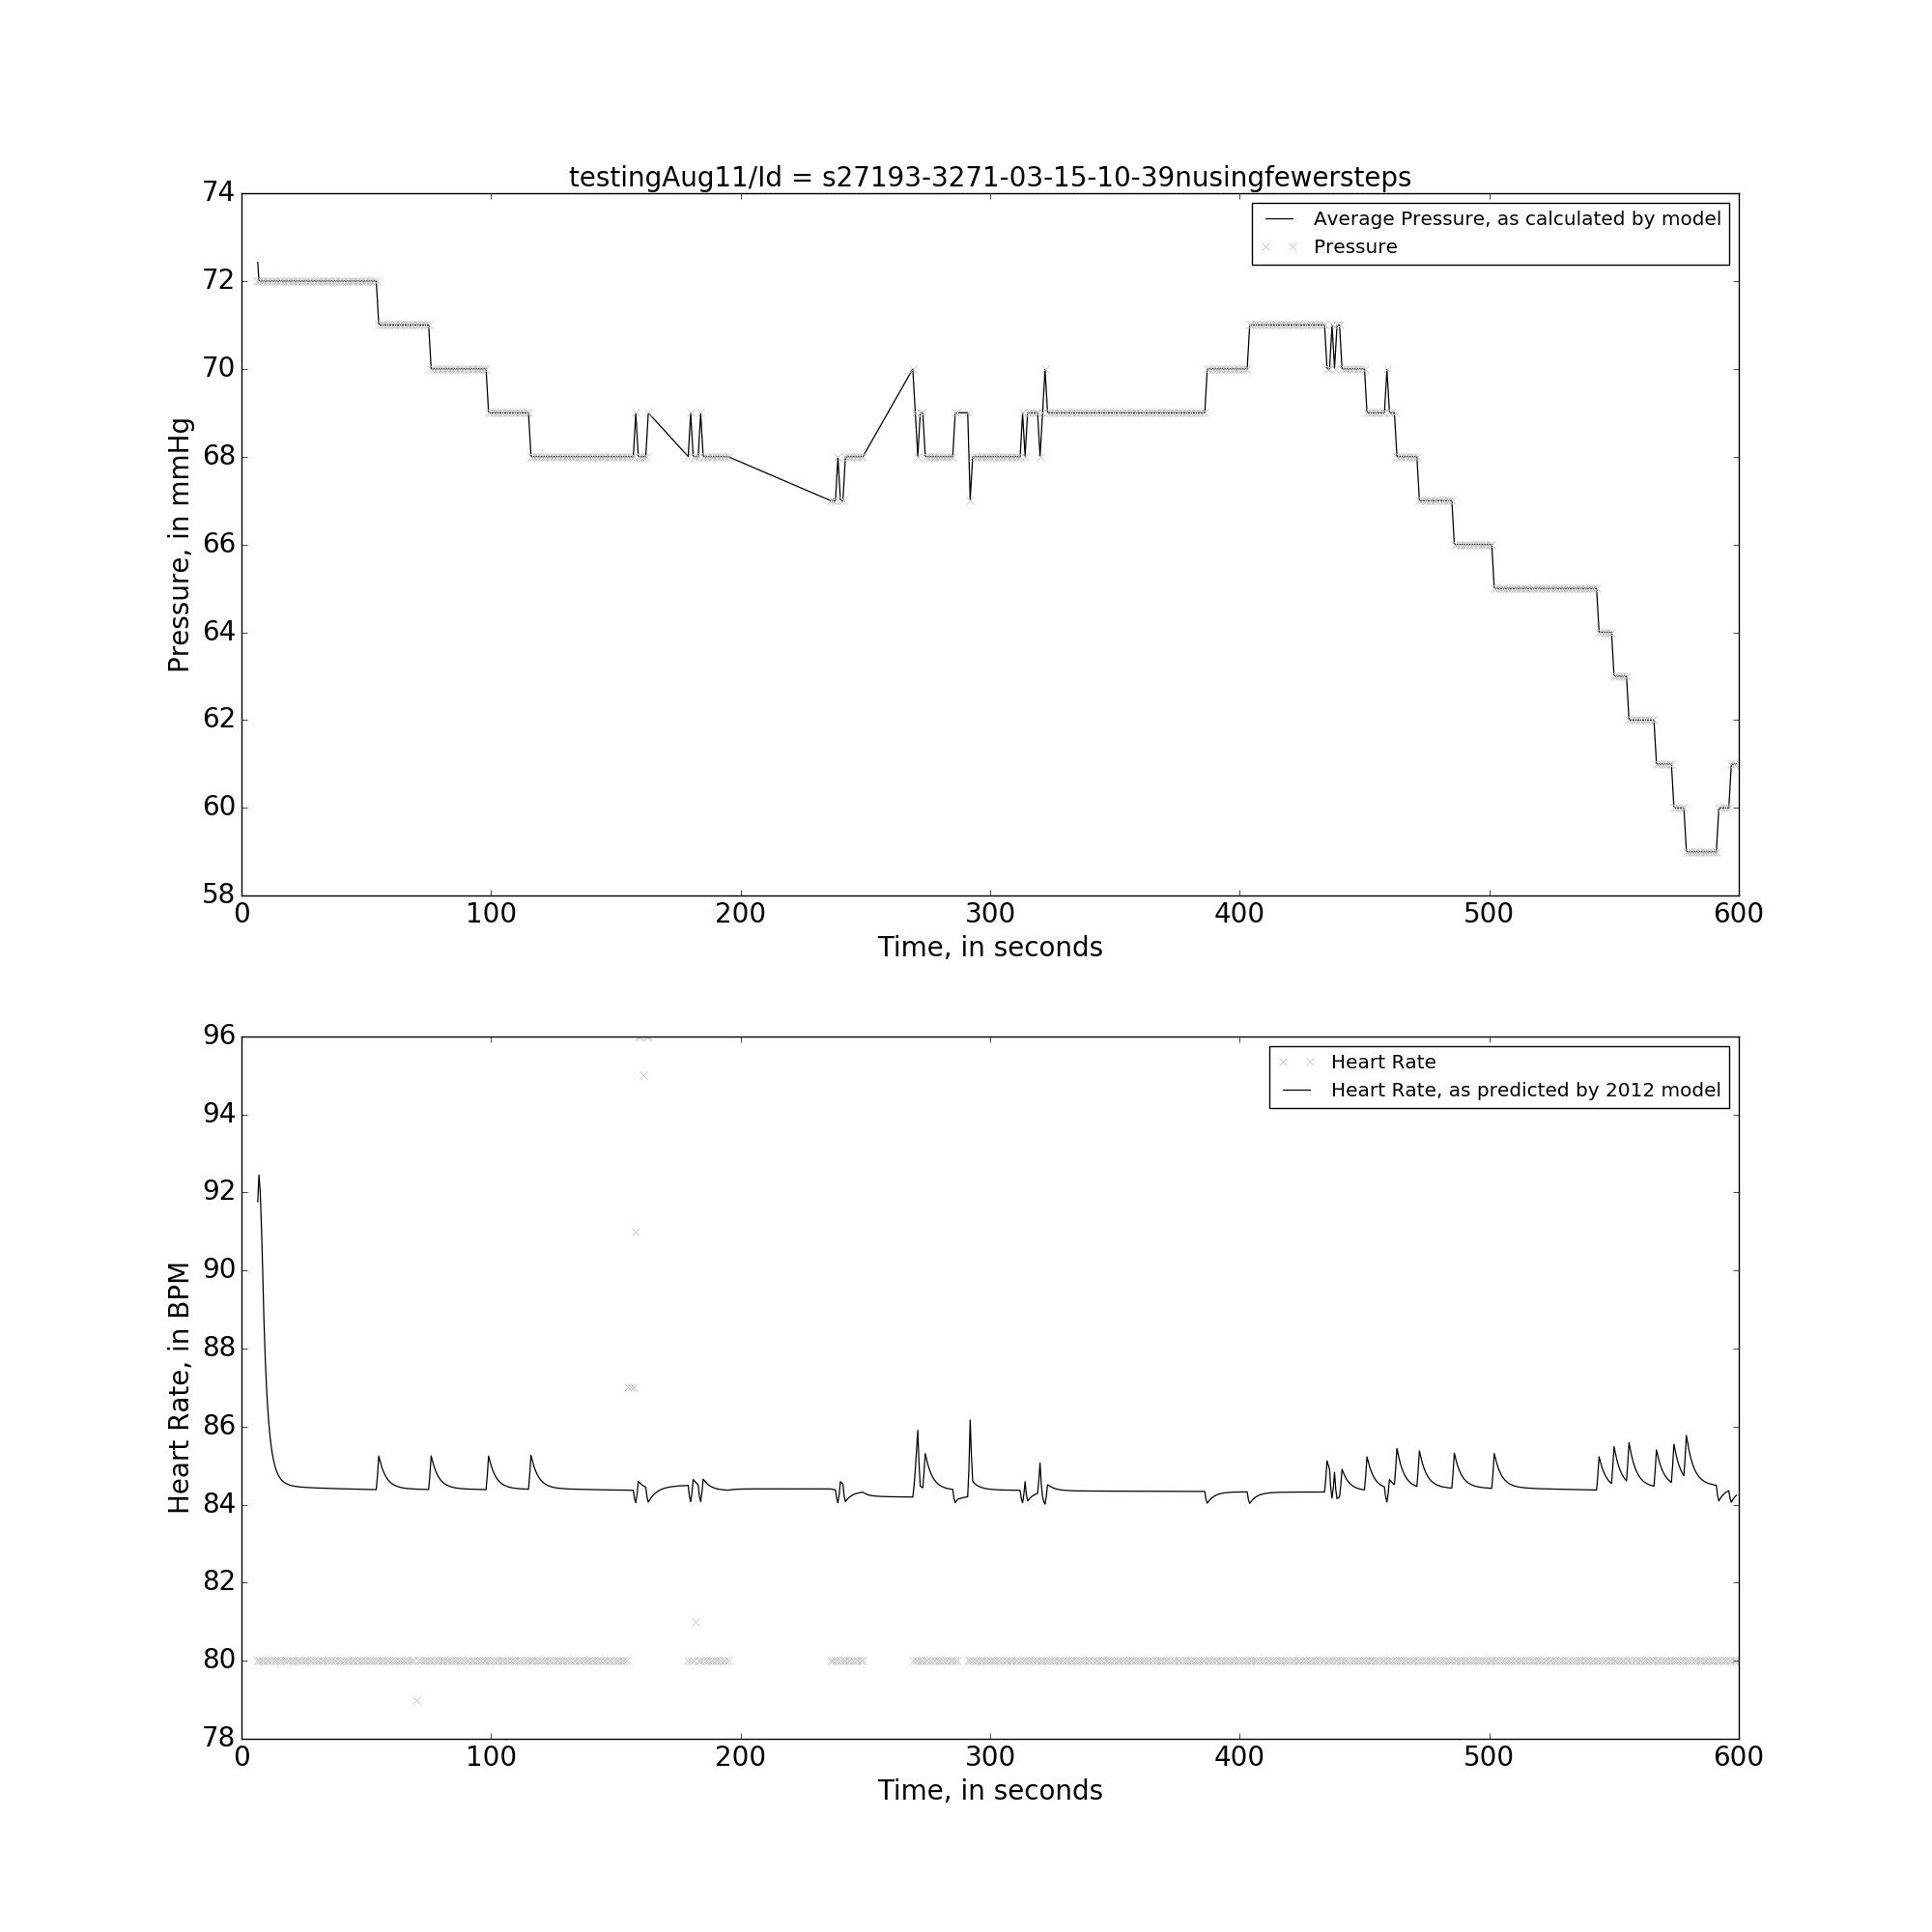 testingAug11/Id = s27193-3271-03-15-10-39nusingfewersteps
74
72
70
68
66
64
62
60
58
Pressure, in mmHg
Average Pressure, as calculated by model
Pressure
0 100 200 300 400 500 600
Time, in seconds
96
94
92
90
88
86
84
82
80
78
Heart Rate, in BPM
Heart Rate
Heart Rate, as predicted by 2012 model
0 100 200 300 400 500 600
Time, in seconds